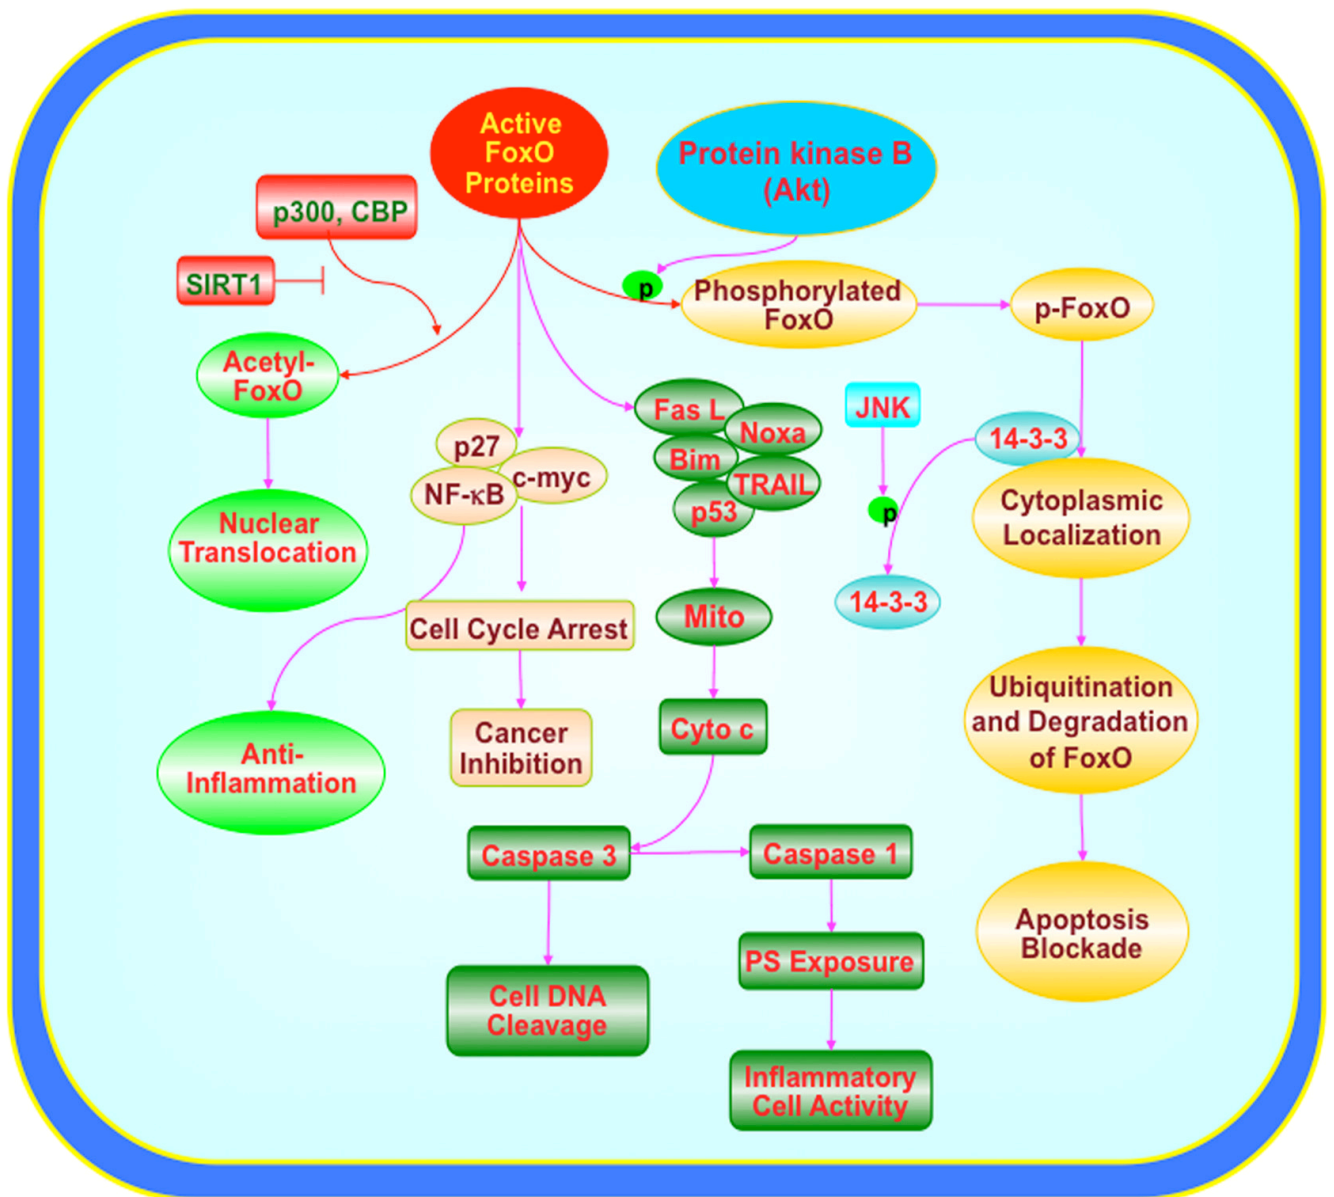 Active
FoxO
Proteins
Protein kinase B
(Akt)
p300, CBP
SIRT1
p
Phosphorylated
FoxO
p-FoxO
Acetyl-
FoxO
Nuclear
Translocation
p27
c-myc
NF-κB
Fas L
Noxa
Bim
TRAIL
p53
JNK
p
14-3-3
14-3-3
Cytoplasmic
Localization
Cell Cycle Arrest
Mito
Cancer
Inhibition
Cyto c
Anti-
Inflammation
Ubiquitination
and Degradation
of FoxO
Caspase 3
Caspase 1
Cell DNA
Cleavage
PS Exposure
Inflammatory
Cell Activity
Apoptosis
Blockade